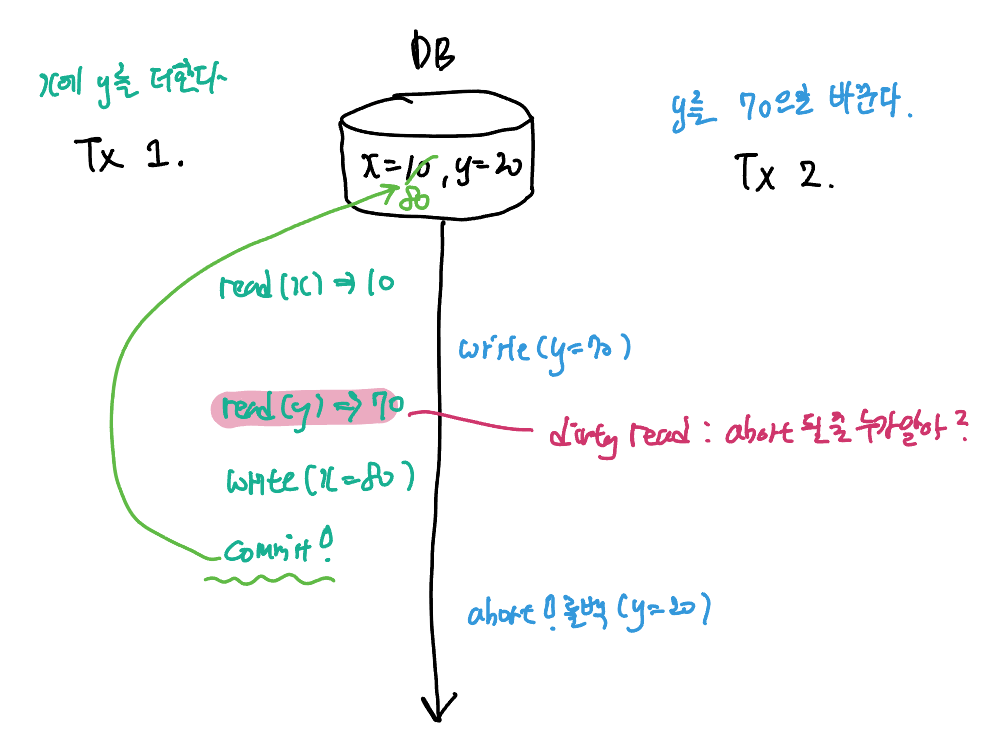 DB
x에 y를 더한다~
Tx 1.
y를 70으로 바꾼다.
Tx 2.
x=10, y=20
80
read(x) ⇒ 10
write(y=70)
read(y) ⇒ 70
dirty read : abort 될줄 누가알아?
write(x=80)
commit!
abort! 롤백(y=20)